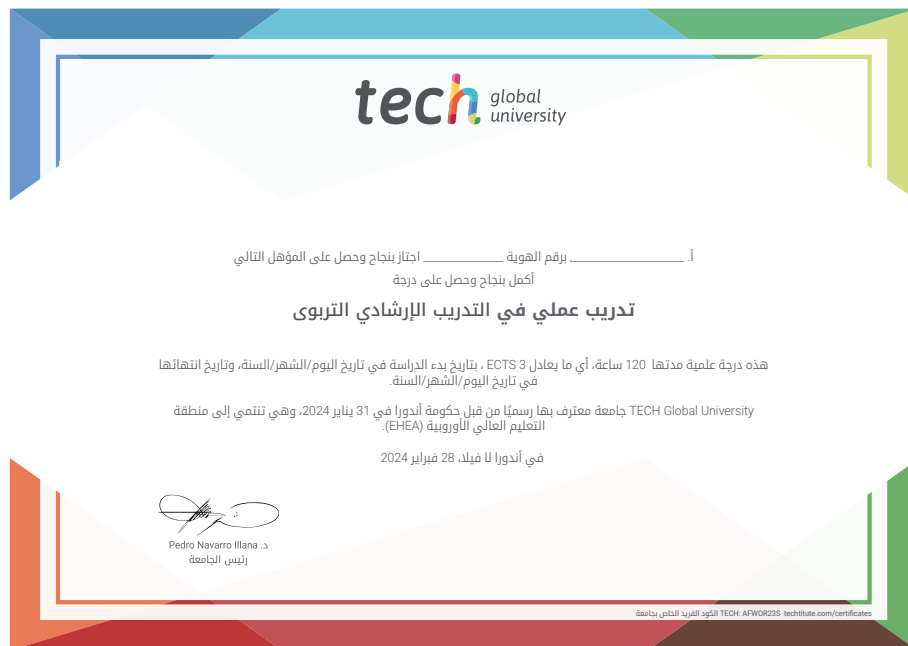 tech global university
أ. ____________________, برقم الهوية ______________ اجتاز بنجاح وحصل على المؤهل التالي
أكمل بنجاح وحصل على درجة
تدريب عملي في التدريب الإرشادي التربوى
هذه درجة علمية مدتها 120 ساعة، أي ما يعادل 3 ECTS ، بتاريخ بدء الدراسة في تاريخ اليوم/الشهر/السنة، وتاريخ انتهائها
في تاريخ اليوم/الشهر/السنة.
TECH Global University جامعة معترف بها رسميًا من قبل حكومة أندورا في 31 يناير 2024، وهي تنتمي إلى منطقة
التعليم العالي الأوروبية (EHEA).
في أندورا لا فيلا، 28 فبراير 2024
د. Pedro Navarro Illana
رئيس الجامعة
الكود الفريد الخاص بجامعة TECH: AFWOR23S techtitute.com/certificates